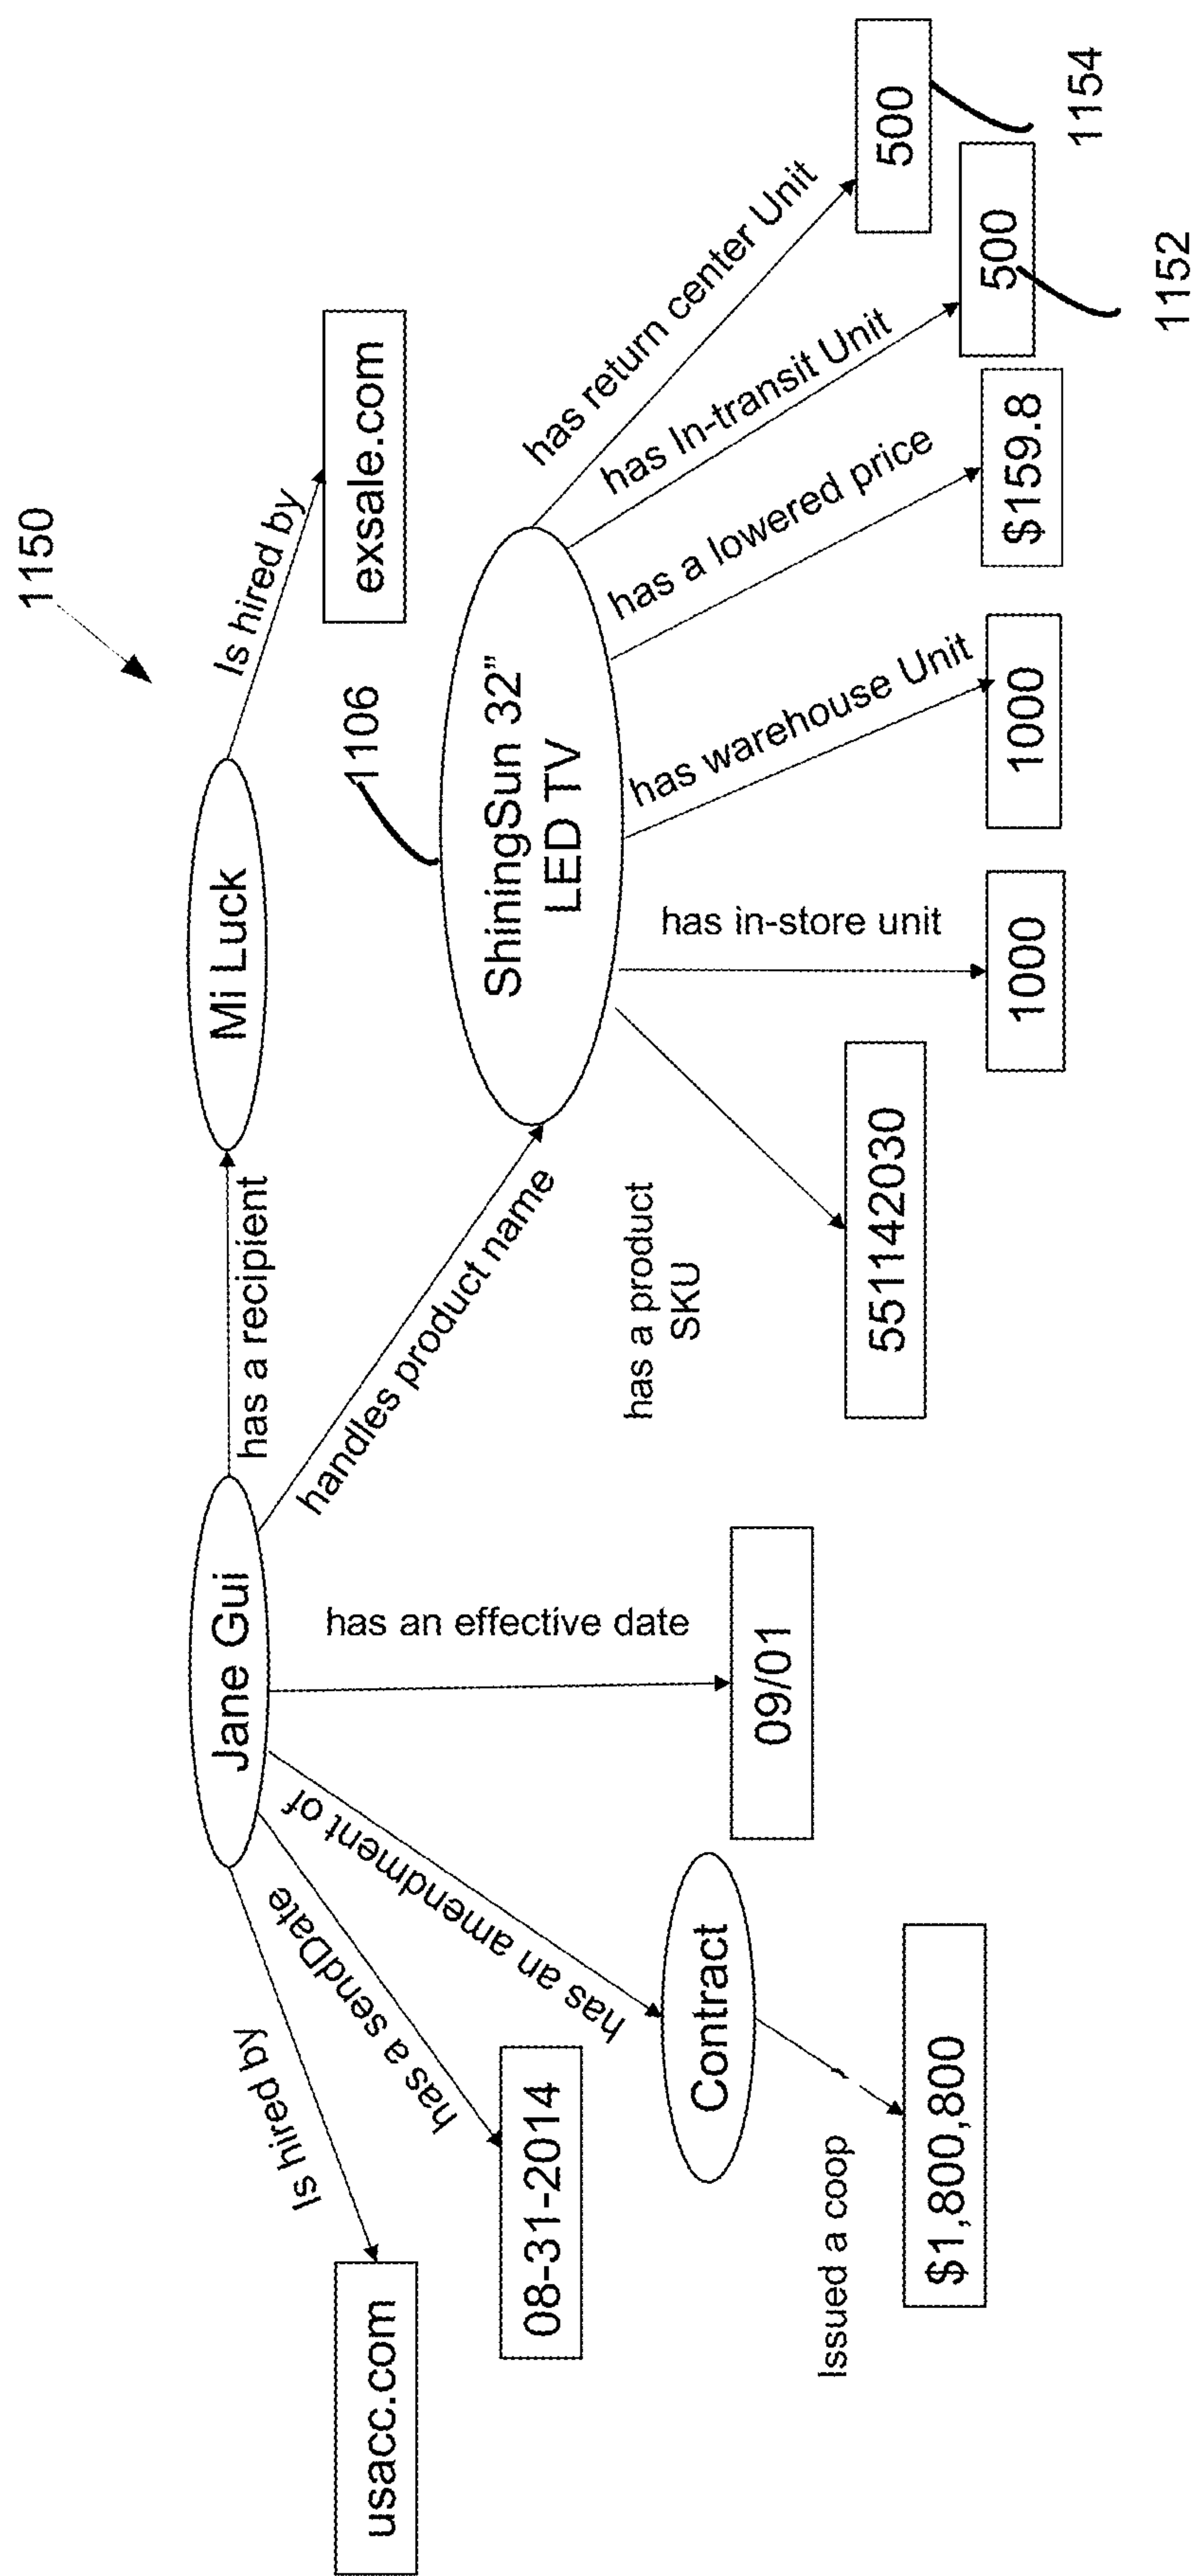 1150
Jane Gui
has a recipient
Mi Luck
Is hired by
exsale.com
Is hired by
usacc.com
has a sendDate
08-31-2014
has an amendment of
Contract
Issued a coop
$1,800,800
has an effective date
09/01
handles product name
1106
ShiningSun 32”
LED TV
has a product
SKU
551142030
has in-store unit
1000
has warehouse Unit
1000
has a lowered price
$159.8
has In-transit Unit
500
1152
has return center Unit
500
1154